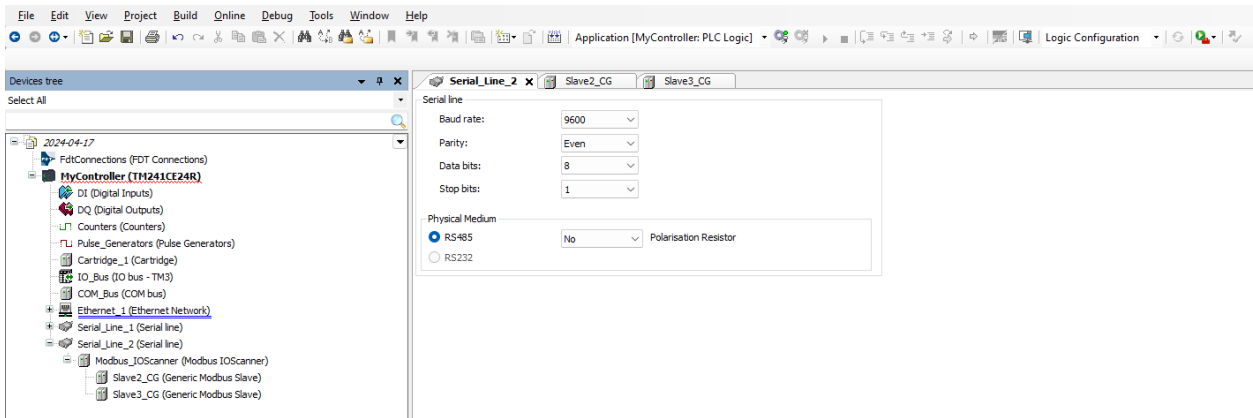 File Edit View Project Build Online Debug Tools Window Help
Application [MyController: PLC Logic] Logic Configuration
Devices tree
Select All
2024-04-17
FdtConnections (FDT Connections)
MyController (TM241CE24R)
DI (Digital Inputs)
DQ (Digital Outputs)
Counters (Counters)
Pulse_Generators (Pulse Generators)
Cartridge_1 (Cartridge)
IO_Bus (IO bus - TM3)
COM_Bus (COM bus)
Ethernet_1 (Ethernet Network)
Serial_Line_1 (Serial line)
Serial_Line_2 (Serial line)
Modbus_IOScanner (Modbus IOScanner)
Slave2_CG (Generic Modbus Slave)
Slave3_CG (Generic Modbus Slave)
Serial_Line_2 Slave2_CG Slave3_CG
Serial line
Baud rate: 9600
Parity: Even
Data bits: 8
Stop bits: 1
Physical Medium
RS485 No Polarisation Resistor
RS232